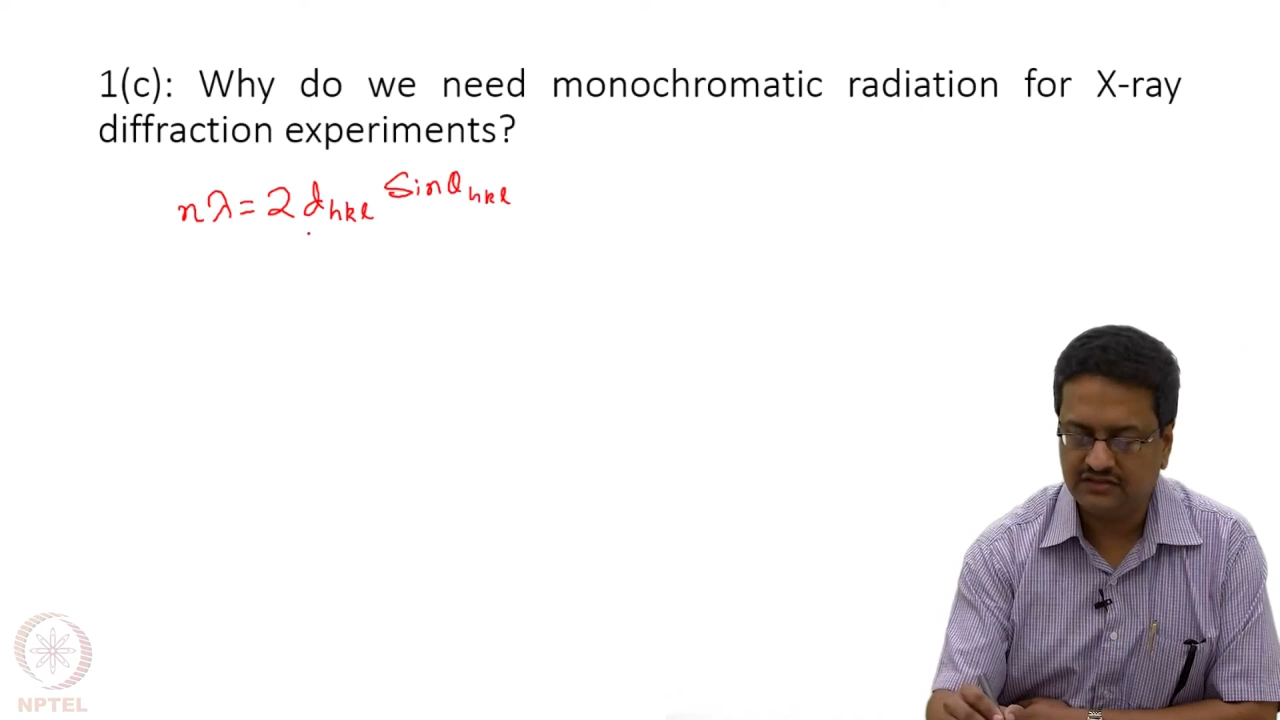 1(c): Why do we need monochromatic radiation for X-ray
diffraction experiments?
nλ = 2 d_hkl Sinθ_hkl
NPTEL